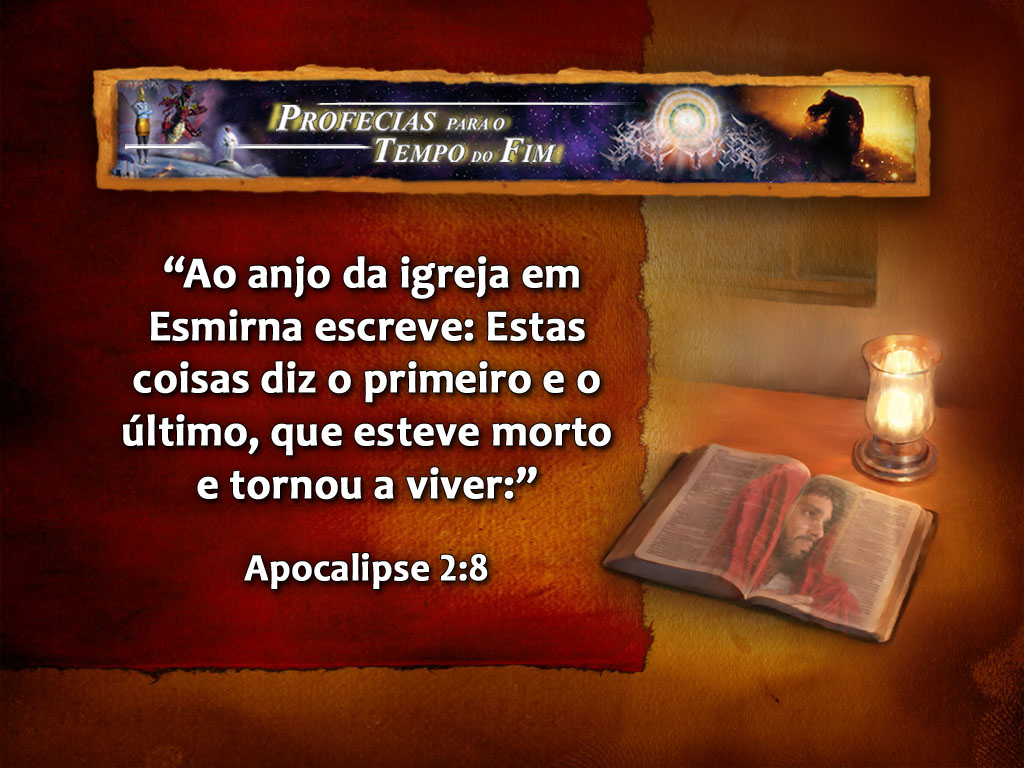 PROFECIAS PARA O
TEMPO DO FIM
“Ao anjo da igreja em
Esmirna escreve: Estas
coisas diz o primeiro e o
último, que esteve morto
e tornou a viver:”
Apocalipse 2:8